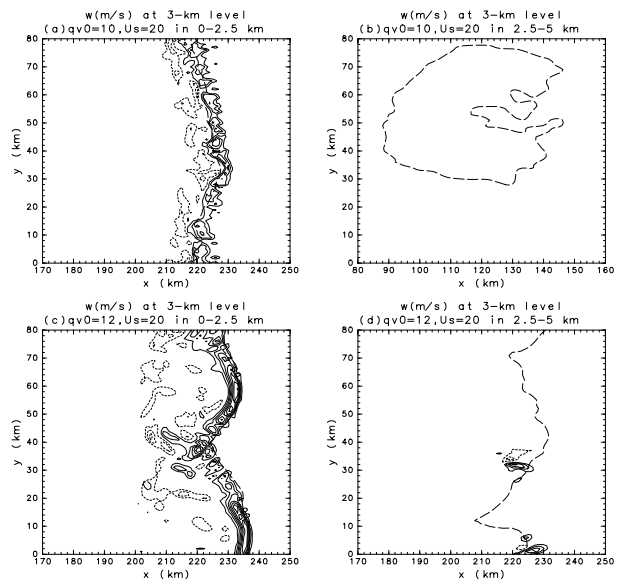 w(m/s) at 3-km level
(a)qv0=10,Us=20 in 0-2.5 km
80
70
60
50
40
30
20
10
0
y (km)
170 180 190 200 210 220 230 240 250
x (km)
w(m/s) at 3-km level
(b)qv0=10,Us=20 in 2.5-5 km
80
70
60
50
40
30
20
10
0
y (km)
80 90 100 110 120 130 140 150 160
x (km)
w(m/s) at 3-km level
(c)qv0=12,Us=20 in 0-2.5 km
80
70
60
50
40
30
20
10
0
y (km)
170 180 190 200 210 220 230 240 250
x (km)
w(m/s) at 3-km level
(d)qv0=12,Us=20 in 2.5-5 km
80
70
60
50
40
30
20
10
0
y (km)
170 180 190 200 210 220 230 240 250
x (km)